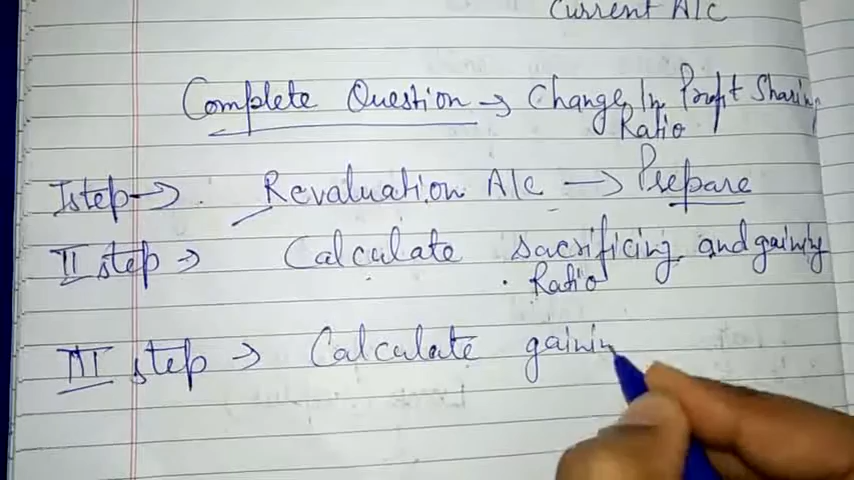 Current A/c
Complete Question → Change In Profit Sharing
Ratio
I step → Revaluation A/c → Prepare
II step → Calculate sacrificing and gaining
Ratio
III step → Calculate gainin